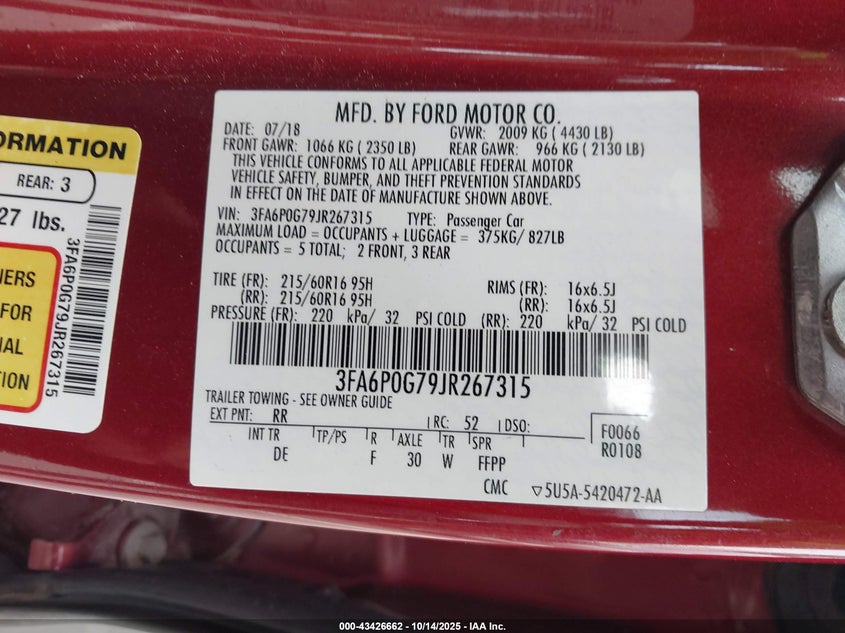 ORMATION
REAR: 3
27 lbs.
NERS
FOR
IAL
3FA6P0G79JR267315
MFD. BY FORD MOTOR CO.
DATE: 07/18 GVWR: 2009 KG ( 4430 LB)
FRONT GAWR: 1066 KG ( 2350 LB) REAR GAWR: 966 KG ( 2130 LB)
THIS VEHICLE CONFORMS TO ALL APPLICABLE FEDERAL MOTOR
VEHICLE SAFETY, BUMPER, AND THEFT PREVENTION STANDARDS
IN EFFECT ON THE DATE OF MANUFACTURE SHOWN ABOVE.
VIN: 3FA6P0G79JR267315 TYPE: Passenger Car
MAXIMUM LOAD = OCCUPANTS + LUGGAGE = 375KG/ 827LB
OCCUPANTS = 5 TOTAL; 2 FRONT, 3 REAR
TIRE (FR): 215/60R16 95H RIMS (FR): 16x6.5J
(RR): 215/60R16 95H (RR): 16x6.5J
PRESSURE (FR): 220 kPa/ 32 PSI COLD (RR): 220 kPa/ 32 PSI COLD
3FA6P0G79JR267315
TRAILER TOWING - SEE OWNER GUIDE
EXT PNT: RR RC: 52 DSO:
INT TR TP/PS R AXLE TR SPR
DE F 30 W FFPP
F0066
R0108
CMC ▽5U5A-5420472-AA
000-43426662 - 10/14/2025 - IAA Inc.